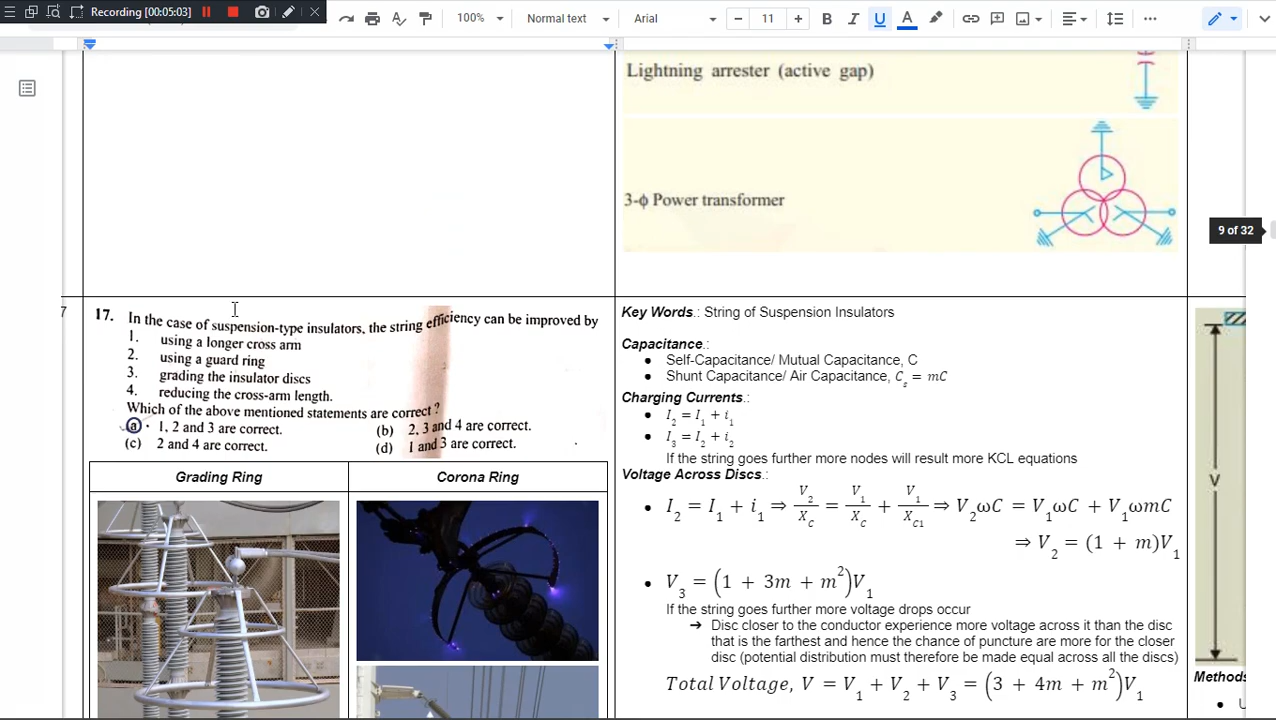 Recording [00:05:03]
100%
Normal text
Arial
11
B I U A
Lightning arrester (active gap)
3-ϕ Power transformer
9 of 32
7
17. In the case of suspension-type insulators, the string efficiency can be improved by
1. using a longer cross arm
2. using a guard ring
3. grading the insulator discs
4. reducing the cross-arm length.
Which of the above mentioned statements are correct?
(a) 1, 2 and 3 are correct. (b) 2, 3 and 4 are correct.
(c) 2 and 4 are correct. (d) 1 and 3 are correct.
Grading Ring
Corona Ring
Key Words.: String of Suspension Insulators
Capacitance.:
● Self-Capacitance/ Mutual Capacitance, C
● Shunt Capacitance/ Air Capacitance, C_s = mC
Charging Currents.:
● I_2 = I_1 + i_1
● I_3 = I_2 + i_2
If the string goes further more nodes will result more KCL equations
Voltage Across Discs.:
● I_2 = I_1 + i_1 ⇒ V_2/X_C = V_1/X_C + V_1/X_C1 ⇒ V_2ωC = V_1ωC + V_1ωmC
⇒ V_2 = (1 + m)V_1
● V_3 = (1 + 3m + m²)V_1
If the string goes further more voltage drops occur
➔ Disc closer to the conductor experience more voltage across it than the disc
that is the farthest and hence the chance of puncture are more for the closer
disc (potential distribution must therefore be made equal across all the discs)
Total Voltage, V = V_1 + V_2 + V_3 = (3 + 4m + m²)V_1
V
Methods